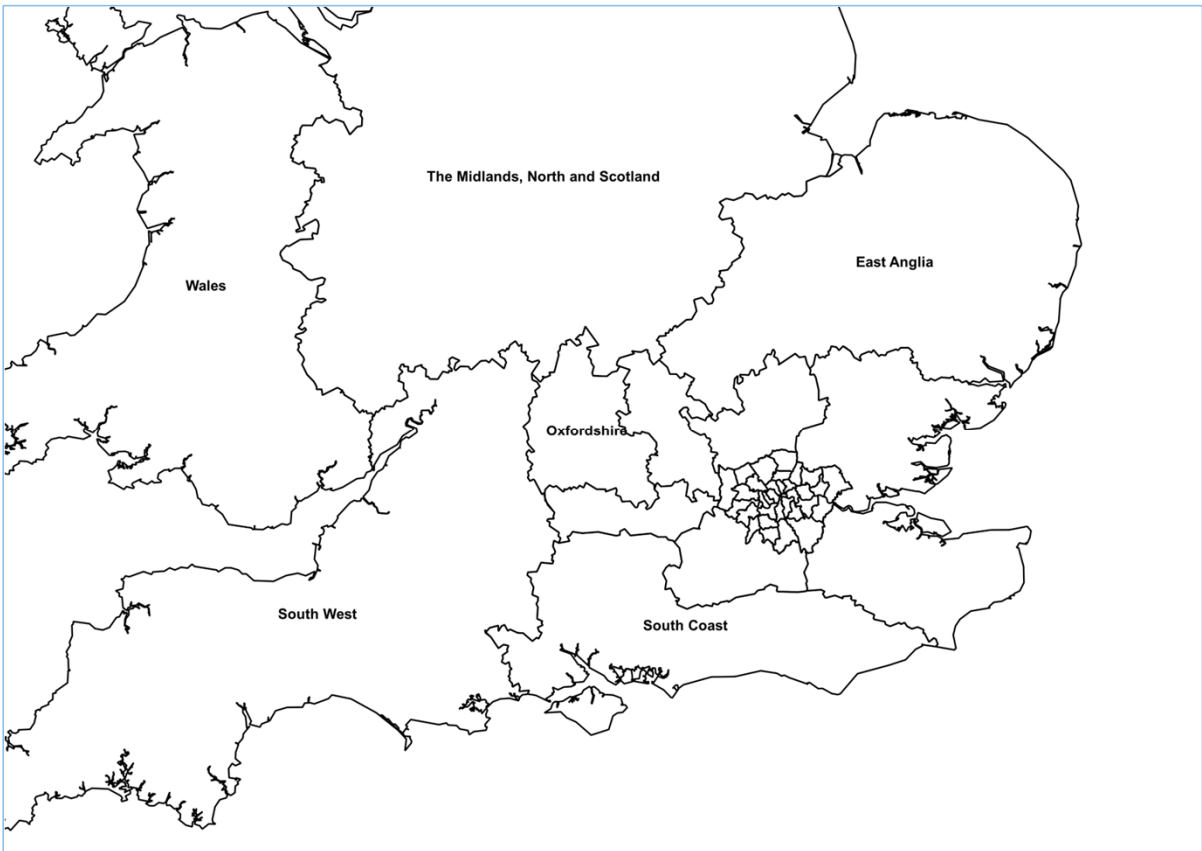 The Midlands, North and Scotland
East Anglia
Wales
Oxfordshire
South West
South Coast